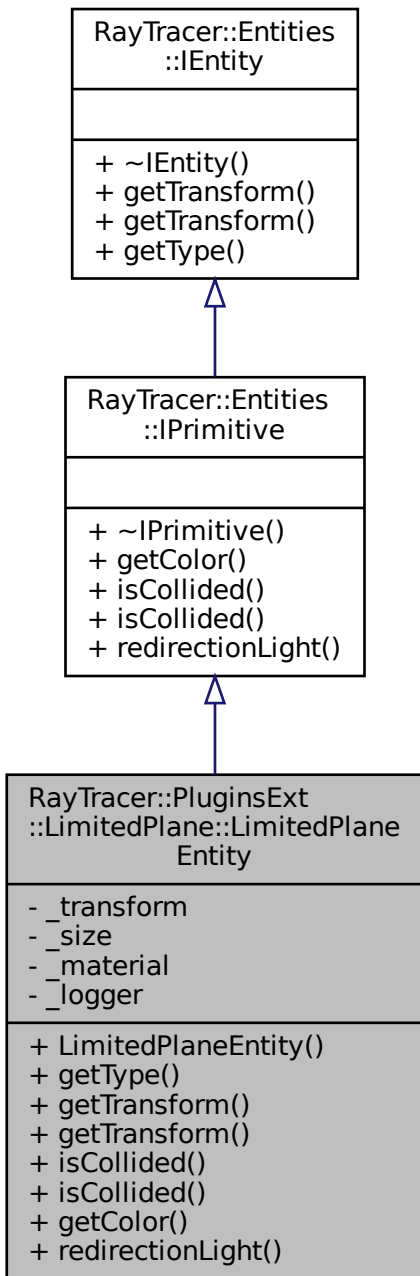 RayTracer::Entities
::IEntity
+ ~IEntity()
+ getTransform()
+ getTransform()
+ getType()
RayTracer::Entities
::IPrimitive
+ ~IPrimitive()
+ getColor()
+ isCollided()
+ isCollided()
+ redirectionLight()
RayTracer::PluginsExt
::LimitedPlane::LimitedPlane
Entity
- _transform
- _size
- _material
- _logger
+ LimitedPlaneEntity()
+ getType()
+ getTransform()
+ getTransform()
+ isCollided()
+ isCollided()
+ getColor()
+ redirectionLight()